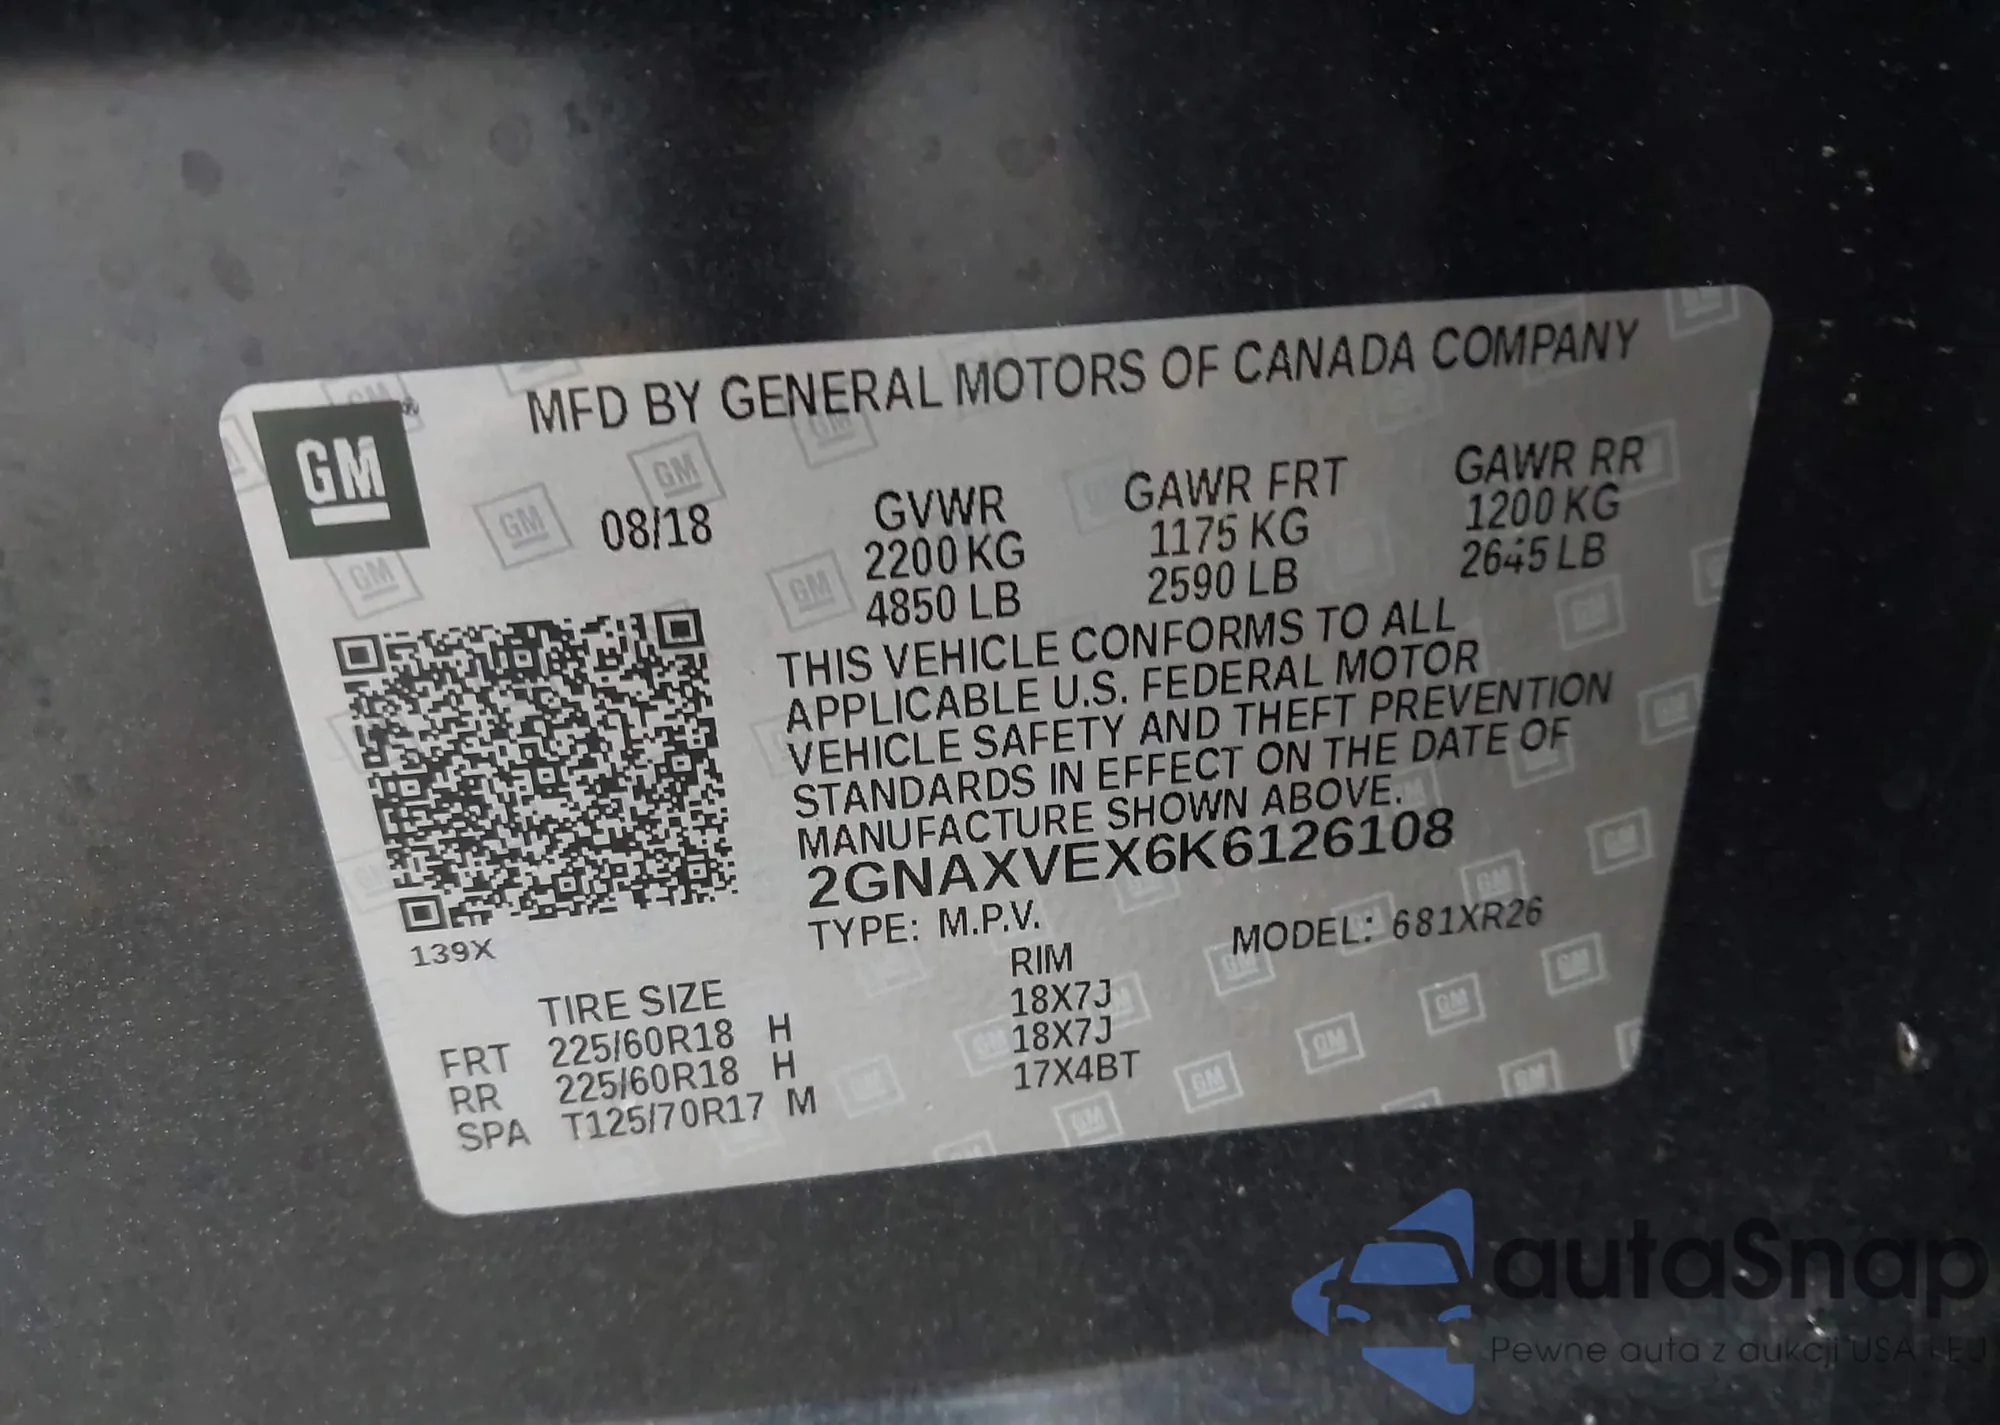 MFD BY GENERAL MOTORS OF CANADA COMPANY
GM
08/18
GVWR
2200 KG
4850 LB
GAWR FRT
1175 KG
2590 LB
GAWR RR
1200 KG
2645 LB
THIS VEHICLE CONFORMS TO ALL
APPLICABLE U.S. FEDERAL MOTOR
VEHICLE SAFETY AND THEFT PREVENTION
STANDARDS IN EFFECT ON THE DATE OF
MANUFACTURE SHOWN ABOVE.
2GNAXVEX6K6126108
TYPE: M.P.V.
MODEL: 681XR26
139X
TIRE SIZE RIM
FRT 225/60R18 H 18X7J
RR 225/60R18 H 18X7J
SPA T125/70R17 M 17X4BT
autaSnap
Pewne auta z aukcji USA i EU